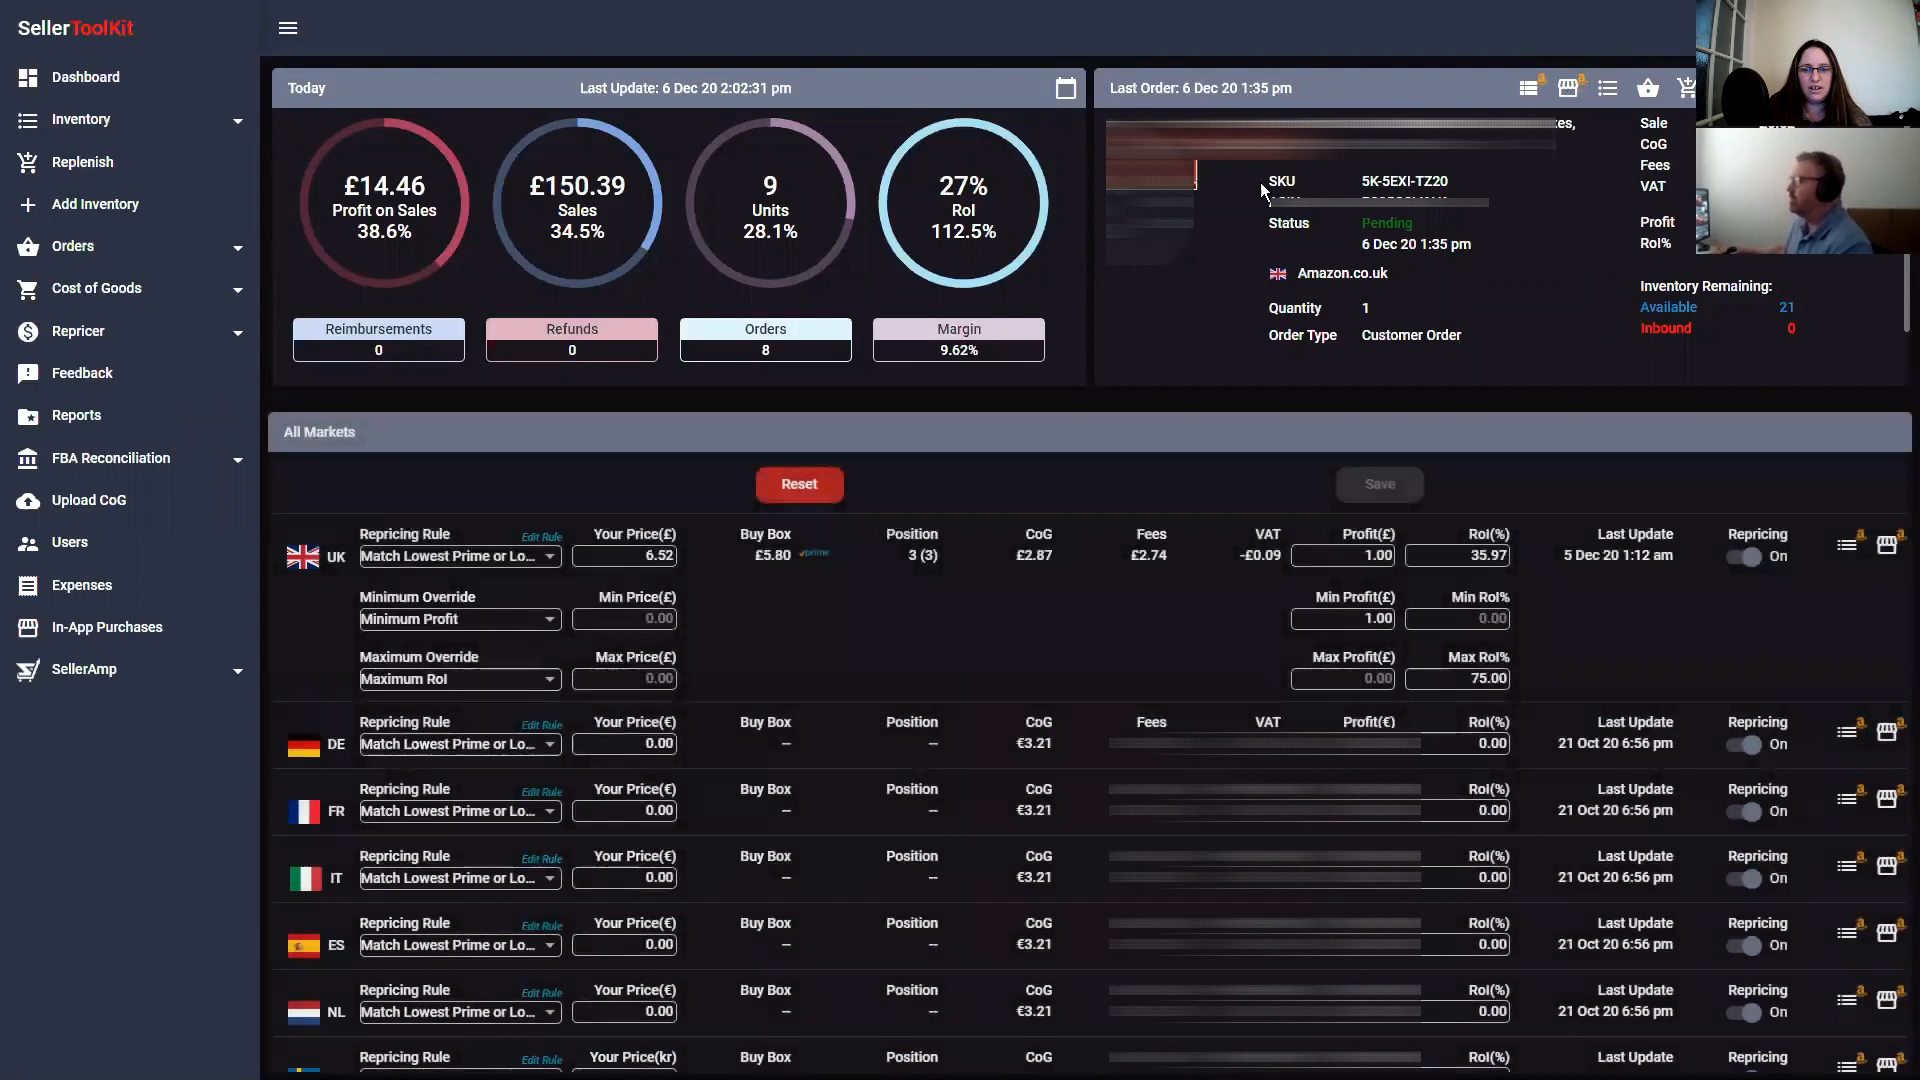 SellerToolKit
Dashboard
Inventory
Replenish
Add Inventory
Orders
Cost of Goods
Repricer
Feedback
Reports
FBA Reconciliation
Upload CoG
Users
Expenses
In-App Purchases
SellerAmp
Today Last Update: 6 Dec 20 2:02:31 pm
£14.46
Profit on Sales
38.6%
£150.39
Sales
34.5%
9
Units
28.1%
27%
RoI
112.5%
Reimbursements
0
Refunds
0
Orders
8
Margin
9.62%
Last Order: 6 Dec 20 1:35 pm
SKU 5K-5EXI-TZ20
Status Pending
6 Dec 20 1:35 pm
Amazon.co.uk
Quantity 1
Order Type Customer Order
Sale
CoG
Fees
VAT
Profit
RoI%
Inventory Remaining:
Available 21
Inbound 0
All Markets
Reset Save
Repricing Rule Edit Rule Your Price(£) Buy Box Position CoG Fees VAT Profit(£) RoI(%) Last Update Repricing
UK Match Lowest Prime or Lo... 6.52 £5.80 prime 3 (3) £2.87 £2.74 -£0.09 1.00 35.97 5 Dec 20 1:12 am On
Minimum Override Min Price(£) Min Profit(£) Min RoI%
Minimum Profit 0.00 1.00 0.00
Maximum Override Max Price(£) Max Profit(£) Max RoI%
Maximum RoI 0.00 0.00 75.00
Repricing Rule Edit Rule Your Price(€) Buy Box Position CoG Fees VAT Profit(€) RoI(%) Last Update Repricing
DE Match Lowest Prime or Lo... 0.00 -- -- €3.21 0.00 21 Oct 20 6:56 pm On
Repricing Rule Edit Rule Your Price(€) Buy Box Position CoG RoI(%) Last Update Repricing
FR Match Lowest Prime or Lo... 0.00 -- -- €3.21 0.00 21 Oct 20 6:56 pm On
Repricing Rule Edit Rule Your Price(€) Buy Box Position CoG RoI(%) Last Update Repricing
IT Match Lowest Prime or Lo... 0.00 -- -- €3.21 0.00 21 Oct 20 6:56 pm On
Repricing Rule Edit Rule Your Price(€) Buy Box Position CoG RoI(%) Last Update Repricing
ES Match Lowest Prime or Lo... 0.00 -- -- €3.21 0.00 21 Oct 20 6:56 pm On
Repricing Rule Edit Rule Your Price(€) Buy Box Position CoG RoI(%) Last Update Repricing
NL Match Lowest Prime or Lo... 0.00 -- -- €3.21 0.00 21 Oct 20 6:56 pm On
Repricing Rule Edit Rule Your Price(kr) Buy Box Position CoG RoI(%) Last Update Repricing